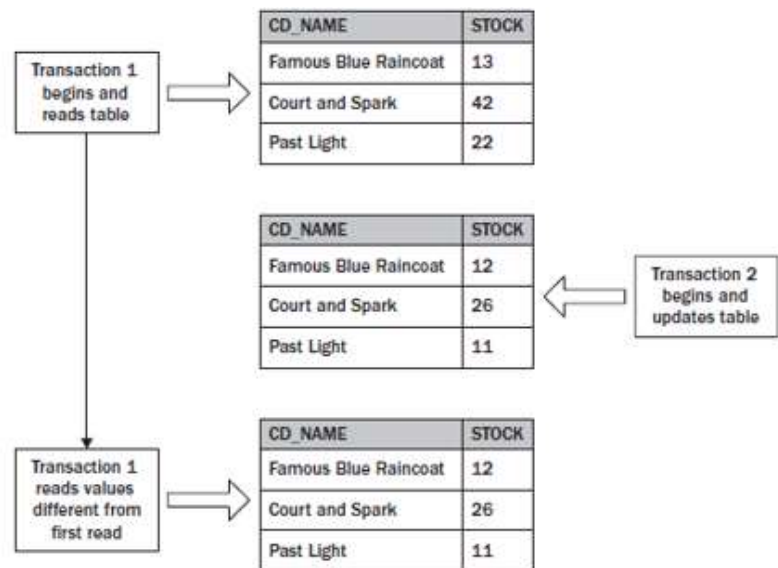 CD_NAME STOCK
Famous Blue Raincoat 13
Court and Spark 42
Past Light 22
Transaction 1
begins and
reads table
CD_NAME STOCK
Famous Blue Raincoat 12
Court and Spark 26
Past Light 11
Transaction 2
begins and
updates table
CD_NAME STOCK
Famous Blue Raincoat 12
Court and Spark 26
Past Light 11
Transaction 1
reads values
different from
first read